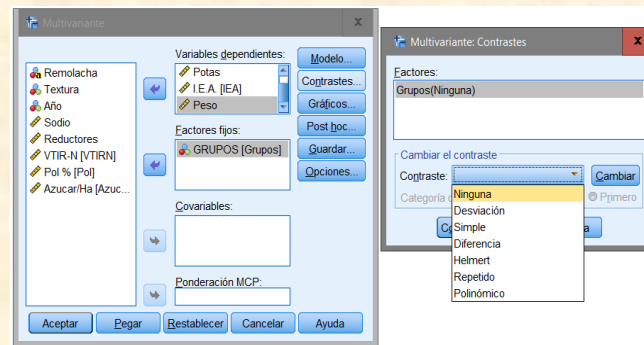 Multivariante
x
Remolacha
Textura
Año
Sodio
Reductores
VTIR-N [VTIRN]
Pol % [Pol]
Azucar/Ha [Azuc...
Variables dependientes:
Potas
I.E.A. [IEA]
Peso
Factores fijos:
GRUPOS [Grupos]
Covariables:
Ponderación MCP:
Modelo...
Contrastes...
Gráficos...
Post hoc...
Guardar...
Opciones...
Aceptar
Pegar
Restablecer
Cancelar
Ayuda
Multivariante: Contrastes
x
Factores:
Grupos(Ninguna)
Cambiar el contraste
Contraste:
Cambiar
Categoría
Primero
Ninguna
Desviación
Simple
Diferencia
Helmert
Repetido
Polinómico